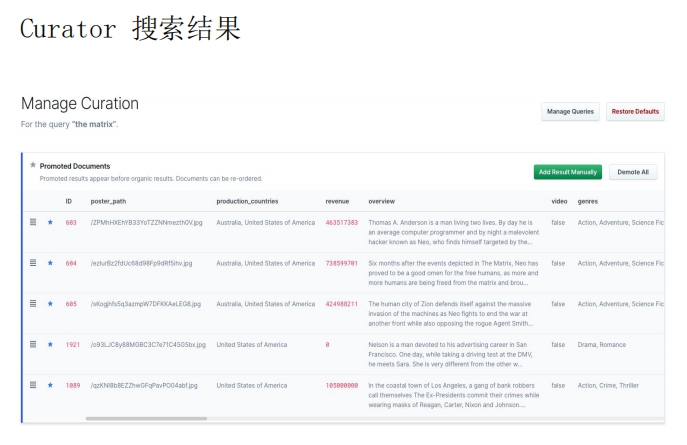 Curator 搜索结果
Manage Curation
For the query "the matrix".
Manage Queries
Restore Defaults
Promoted Documents
Promoted results appear before organic results. Documents can be re-ordered.
Add Result Manually
Demote All
ID poster_path production_countries revenue overview video genres
603 Australia, United States of America 463517383 Thomas A. Anderson is a man living two lives. By day he is false Action, Adventure, Science Fic
an average computer programmer and by night a malevolent
hacker known as Neo, who finds himself targeted by the...
604 Australia, United States of America 738599701 Six months after the events depicted in The Matrix, Neo has false Action, Adventure, Science Fic
proved to be a good omen for the free humans, as more and
more humans are being freed from the matrix and brou...
605 Australia, United States of America 424988211 The human city of Zion defends itself against the massive false Action, Adventure, Science Fic
invasion of the machines as Neo fights to end the war at
another front while also opposing the rogue Agent Smith...
1921 United States of America 0 Nelson is a man devoted to his advertising career in San false Drama, Romance
Francisco. One day, while taking a driving test at the DMV,
he meets Sara. She is very different from the other w...
1089 United States of America 105000000 In the coastal town of Los Angeles, a gang of bank robbers false Action, Crime, Thriller
call themselves The Ex-Presidents commit their crimes while
wearing masks of Reagan, Carter, Nixon and Johnson....